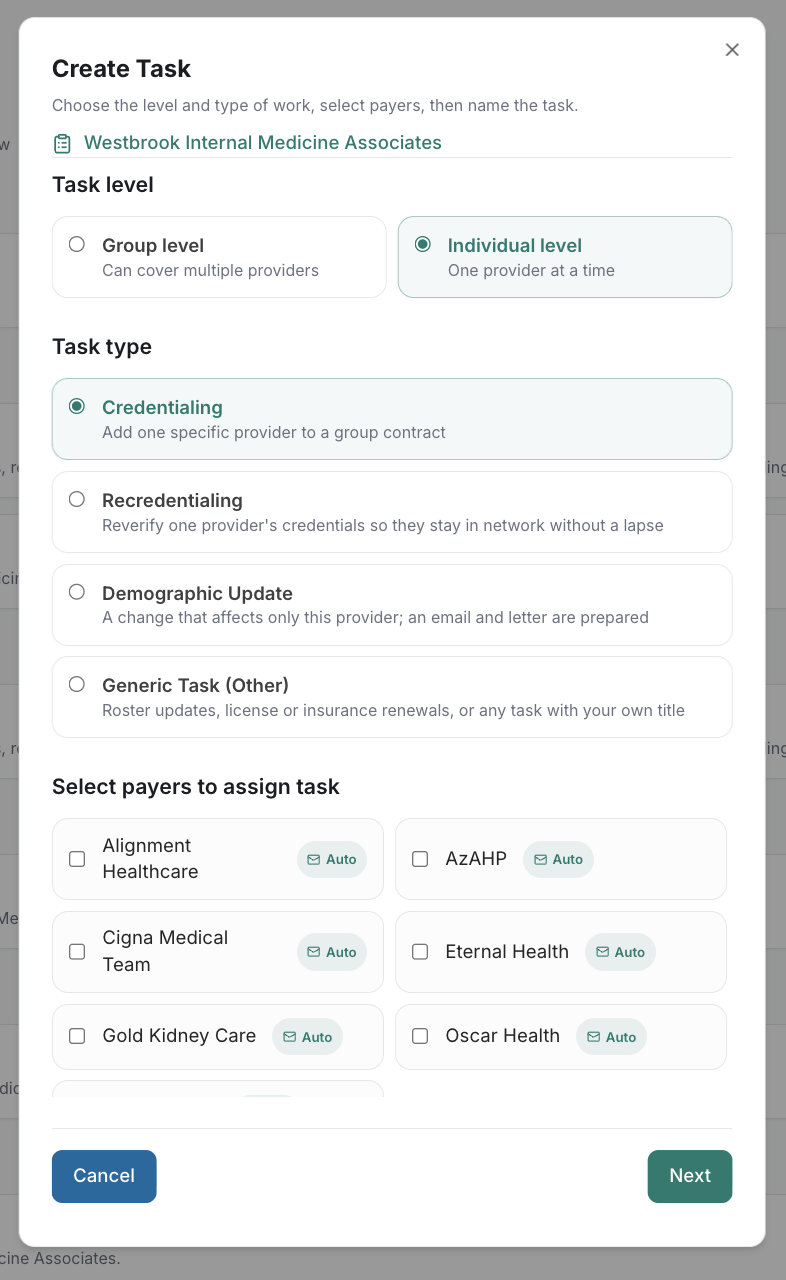 Create Task
Choose the level and type of work, select payers, then name the task.
Westbrook Internal Medicine Associates
Task level
Group level
Can cover multiple providers
Individual level
One provider at a time
Task type
Credentialing
Add one specific provider to a group contract
Recredentialing
Reverify one provider's credentials so they stay in network without a lapse
Demographic Update
A change that affects only this provider; an email and letter are prepared
Generic Task (Other)
Roster updates, license or insurance renewals, or any task with your own title
Select payers to assign task
Alignment
Healthcare
Auto
AzAHP
Auto
Cigna Medical
Team
Auto
Eternal Health
Auto
Gold Kidney Care
Auto
Oscar Health
Auto
Cancel
Next
Associates.